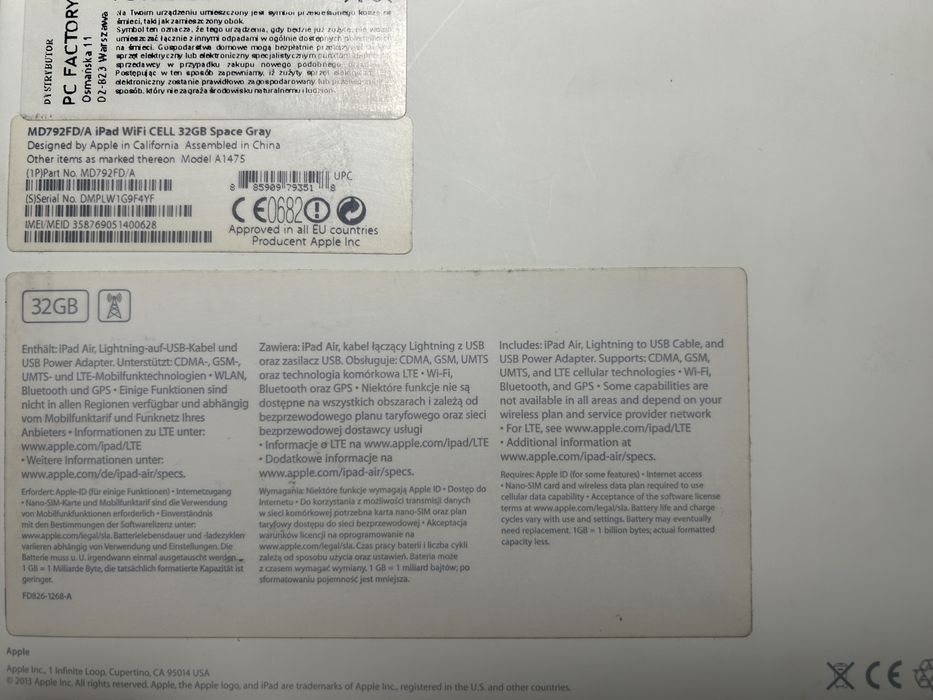 DYSTRYBUTOR
PC FACTORY
Osmańska 11
02-823 Warszawa
Na Twoim urządzeniu umieszczony jest symbol przekreślonego kosza na
śmieci, taki jak zamieszczony obok.
Symbol ten oznacza, że tego urządzenia, gdy będzie już zużyte, nie wolno
umieszczać łącznie z innymi odpadami w ogólnie dostępnych
na śmieci. Gospodarstwa domowe mogą bezpłatnie
sprzęt elektryczny lub elektroniczny specjalistycznym
sprzedawcy w przypadku zakupu nowego podobnego
Postępując w ten sposób zapewniamy, iż zużyty sprzęt
elektroniczny zostanie prawidłowo zagospodarowany lub
sposób, który nie zagraża środowisku naturalnemu i ludziom.
MD792FD/A iPad WiFi CELL 32GB Space Gray
Designed by Apple in California Assembled in China
Other items as marked thereon Model A1475
(1P)Part No. MD792FD/A
UPC
8 85909 79351 8
(S)Serial No. DMPLW1G9F4YF
IMEI/MEID 358769051400628
CE0682
Approved in all EU countries
Producent Apple Inc
32GB
Enthält: iPad Air, Lightning-auf-USB-Kabel und
USB Power Adapter. Unterstützt: CDMA-, GSM-,
UMTS- und LTE-Mobilfunktechnologien • WLAN,
Bluetooth und GPS • Einige Funktionen sind
nicht in allen Regionen verfügbar und abhängig
vom Mobilfunktarif und Funknetz Ihres
Anbieters • Informationen zu LTE unter:
www.apple.com/ipad/LTE
• Weitere Informationen unter:
www.apple.com/de/ipad-air/specs.
Erfordert: Apple-ID (für einige Funktionen) • Internetzugang
• Nano-SIM-Karte und Mobilfunktarif sind die Verwendung
von Mobilfunktionen erforderlich • Einverständnis
mit den Bestimmungen der Softwarelizenz unter:
www.apple.com/legal/sla. Batterielebensdauer und -ladezyklen
variieren abhängig von Verwendung und Einstellungen. Die
Batterie muss u. U. irgendwann einmal ausgetauscht werden.
1 GB = 1 Milliarde Byte, die tatsächlich formatierte Kapazität ist
geringer.
FD826-1268-A
Zawiera: iPad Air, kabel łączący Lightning z USB
oraz zasilacz USB. Obsługuje: CDMA, GSM, UMTS
oraz technologia komórkowa LTE • Wi-Fi,
Bluetooth oraz GPS • Niektóre funkcje nie są
dostępne na wszystkich obszarach i zależą od
bezprzewodowego planu taryfowego oraz sieci
bezprzewodowej dostawcy usługi
• Informacje o LTE na www.apple.com/ipad/LTE
• Dodatkowe informacje na
www.apple.com/ipad-air/specs.
Wymagania: Niektóre funkcje wymagają Apple ID • Dostęp do
Internetu • Do korzystania z możliwości transmisji danych
w sieci komórkowej potrzebna karta nano-SIM oraz plan
taryfowy dostępu do sieci bezprzewodowej • Akceptacja
warunków licencji na oprogramowanie na
www.apple.com/legal/sla. Czas pracy baterii i liczba cykli
zależą od sposobu użycia oraz ustawień. Bateria może
z czasem wymagać wymiany. 1 GB = 1 miliard bajtów; po
sformatowaniu pojemność jest mniejsza.
Includes: iPad Air, Lightning to USB Cable, and
USB Power Adapter. Supports: CDMA, GSM,
UMTS, and LTE cellular technologies • Wi-Fi,
Bluetooth, and GPS • Some capabilities are
not available in all areas and depend on your
wireless plan and service provider network
• For LTE, see www.apple.com/ipad/LTE
• Additional information at
www.apple.com/ipad-air/specs.
Requires: Apple ID (for some features) • Internet access
• Nano-SIM card and wireless data plan required to use
cellular data capability • Acceptance of the software license
terms at www.apple.com/legal/sla. Battery life and charge
cycles vary with use and settings. Battery may eventually
need replacement. 1GB = 1 billion bytes; actual formatted
capacity less.
Apple
Apple Inc., 1 Infinite Loop, Cupertino, CA 95014 USA
© 2013 Apple Inc. All rights reserved. Apple, the Apple logo, and iPad are trademarks of Apple Inc., registered in the U.S. and other countries.
CE